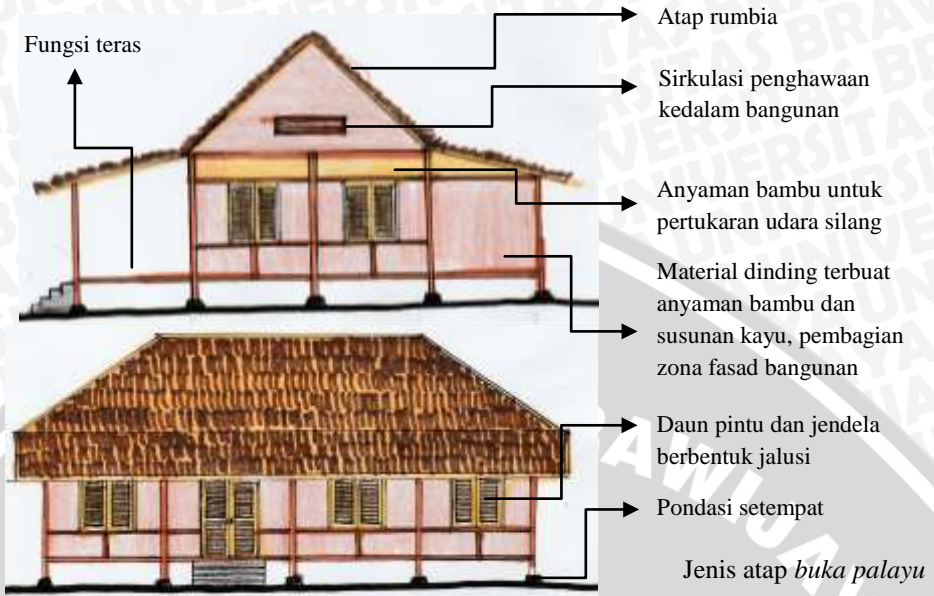 Fungsi teras
Atap rumbia
Sirkulasi penghawaan
kedalam bangunan
Anyaman bambu untuk
pertukaran udara silang
Material dinding terbuat
anyaman bambu dan
susunan kayu, pembagian
zona fasad bangunan
Daun pintu dan jendela
berbentuk jalusi
Pondasi setempat
Jenis atap buka palayu